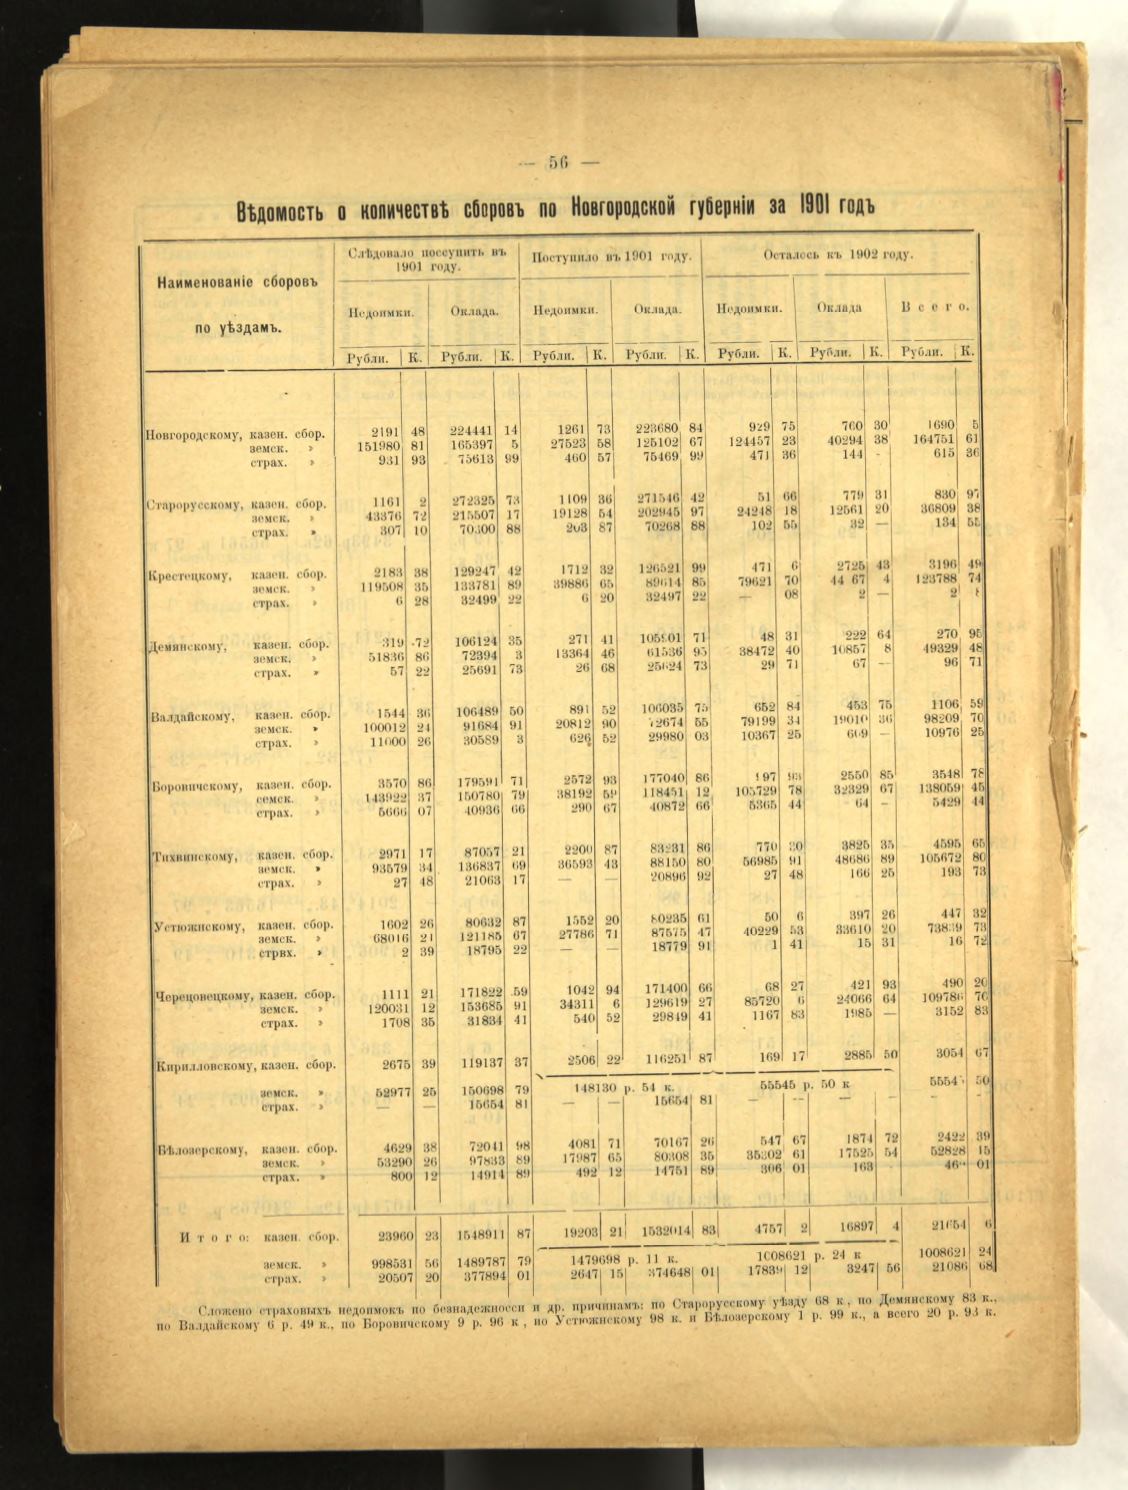 — 56 —
Вѣдомость о количествѣ сборовъ по Новгородской губерніи за 1901 годъ
Наименованіе сборовъ по уѣздамъ. Слѣдовало поссупить въ 1901 году. Поступило въ 1901 году. Осталось къ 1902 году.
Недоимки. Оклада. Недоимки. Оклада. Недоимки. Оклада Всего.
Рубли. К. Рубли. К. Рубли. К. Рубли. К. Рубли. К. Рубли. К. Рубли. К.
Новгородскому, казен. сбор. 2191 48 224441 14 1261 73 223680 84 929 75 760 30 1690 5
земск. » 151980 81 165397 5 27523 58 125102 67 124457 23 40294 38 164751 61
страх. » 931 93 75613 99 460 57 75469 99 471 36 144 - 615 36
Старорусскому, казен. сбор. 1161 2 272325 73 1109 36 271546 42 51 66 779 31 830 97
земск. » 43376 72 215507 17 19128 54 202945 97 24248 18 12561 20 36809 38
страх. » 307 10 70300 88 203 87 70268 88 102 55 32 — 134 55
Крестецкому, казен. сбор. 2183 38 129247 42 1712 32 126521 99 471 6 2725 43 3196 49
земск. » 119508 35 133781 89 39886 65 89614 85 79621 70 44 67 4 123788 74
страх. » 6 28 32499 22 6 20 32497 22 — 08 2 — 2
Демянскому, казен. сбор. 319 72 106124 35 271 41 105901 71 48 31 222 64 270 95
земск. » 51836 86 72394 3 13364 46 61536 95 38472 40 10857 8 49329 48
страх. » 57 22 25691 73 26 68 25624 73 29 71 67 — 96 71
Валдайскому, казен. сбор. 1544 36 106489 50 891 52 106035 75 652 84 453 75 1106 59
земск. » 100012 24 91684 91 20812 90 72674 55 79199 34 19010 36 98209 70
страх. » 11000 26 30589 3 626 52 29980 03 10367 25 609 — 10976 25
Боровичскому, казен. сбор. 3570 86 179591 71 2572 93 177040 86 997 93 2550 85 3548 78
семск. » 143922 37 150780 79 38192 59 118451 12 105729 78 32329 67 138059 45
страх. » 5666 07 40936 66 290 67 40872 66 5365 44 64 - 5429 44
Тихвинскому, казен. сбор. 2971 17 87057 21 2200 87 83231 86 770 30 3825 35 4595 65
земск. » 93579 34 136837 69 36593 43 88150 80 56985 91 48686 89 105672 80
страх. » 27 48 21063 17 — — 20896 92 27 48 166 25 193 73
Устюжнскому, казен. сбор. 1602 26 80632 87 1552 20 80235 61 50 6 397 26 447 32
земск. » 68016 21 121185 67 27786 71 87575 47 40229 53 33610 20 73839 73
стрвх. » 2 39 18795 22 — — 18779 91 1 41 15 31 16 72
Черецовецкому, казен. сбор. 1111 21 171822 59 1042 94 171400 66 68 27 421 93 490 20
земск. » 120031 12 153685 91 34311 6 129619 27 85720 6 24066 64 109786 70
страх. » 1708 35 31834 41 540 52 29849 41 1167 83 1985 — 3152 83
Кирилловскому, казен. сбор. 2675 39 119137 37 2506 22 116251 87 169 17 2885 50 3054 67
земск. » 52977 25 150698 79 148130 р. 54 к. 55545 р. 50 к 5554 50
страх. » — — 15654 81 — — 15654 81 — — — — — —
Бѣлозерскому, казен. сбор. 4629 38 72041 98 4081 71 70167 26 547 67 1874 72 2422 39
земск. » 53290 26 97833 89 17987 65 80308 35 35302 61 17525 54 52828 15
страх. » 800 12 14914 89 492 12 14751 89 306 01 163 46 01
Итого: казен. сбор. 23960 23 1548911 87 19203 21 1532014 83 4757 2 16897 4 21654 6
земск. » 998531 56 1489787 79 1479698 р. 11 к. 1008621 р. 24 к 1008621 24
страх. » 20507 20 377894 01 2647 15 374648 01 17839 12 3247 56 21086 68
Сложено страховыхъ недоимокъ по безнадежносси и др. причинамъ: по Старорусскому уѣзду 68 к., по Демянскому 83 к.,
по Валдайскому 6 р. 49 к., по Боровичскому 9 р. 96 к, по Устюжнскому 98 к. и Бѣлозерскому 1 р. 99 к., а всего 20 р. 93 к.